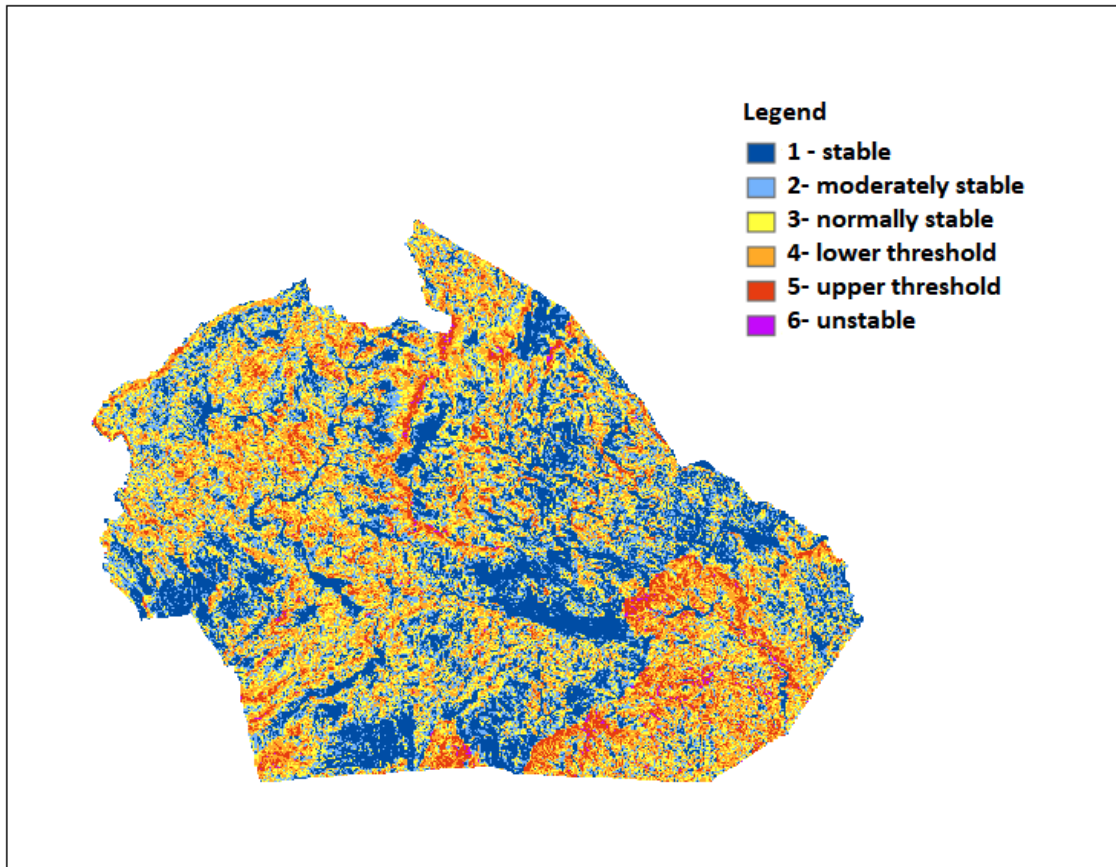 Legend
1 - stable
2- moderately stable
3- normally stable
4- lower threshold
5- upper threshold
6- unstable